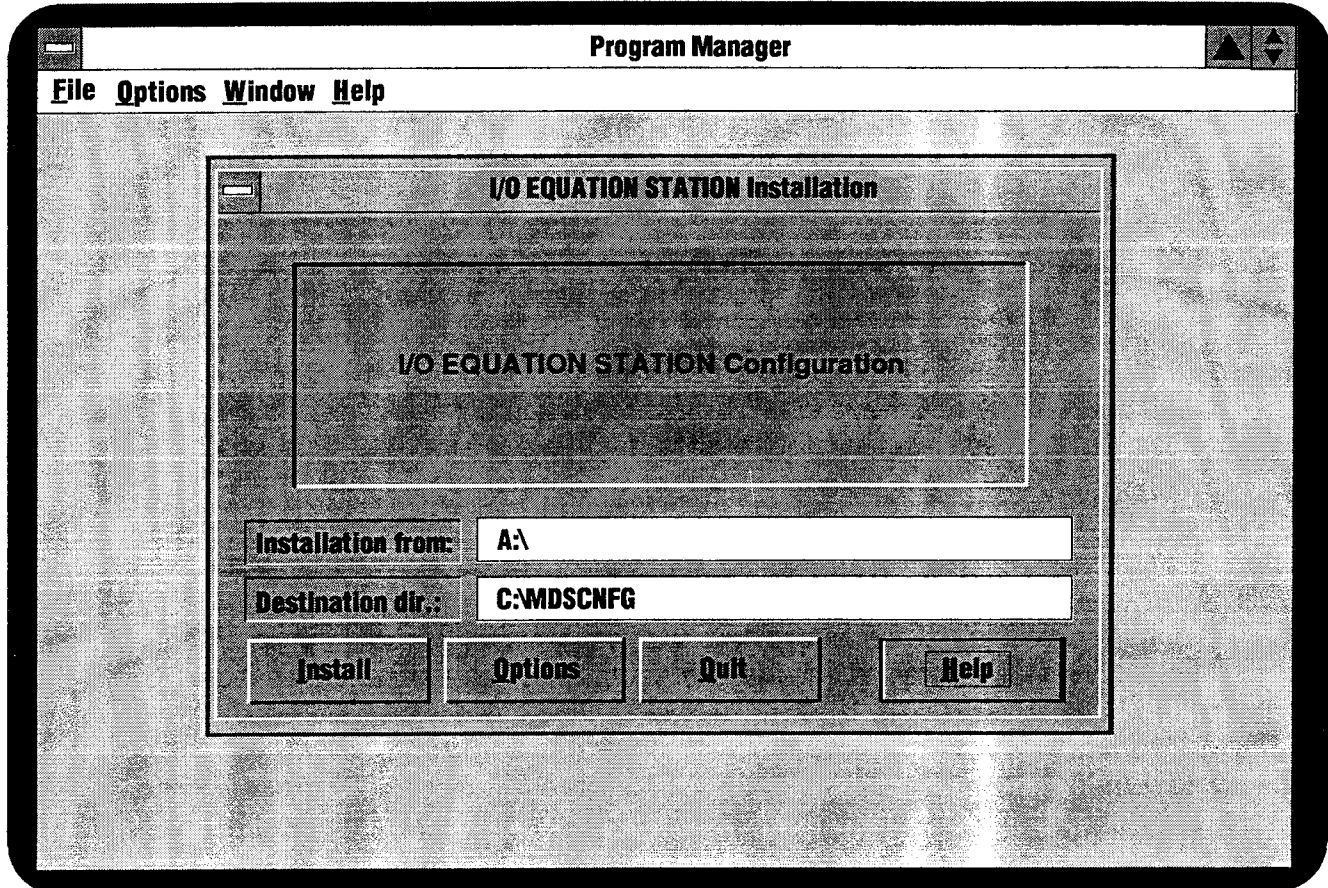 Program Manager
File Options Window Help
I/O EQUATION STATION Installation
I/O EQUATION STATION Configuration
Installation from: A:\
Destination dir.: C:\MDSCNFG
Install Options Quit Help